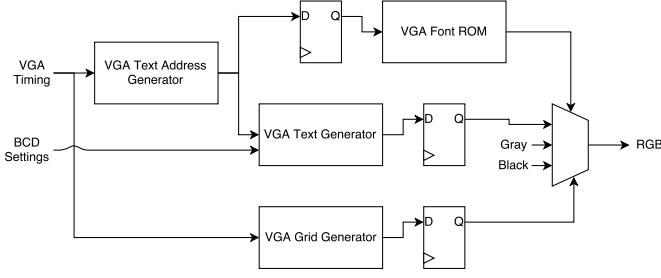 D Q
VGA Font ROM
VGA
Timing
VGA Text Address
Generator
VGA Text Generator
D Q
BCD
Settings
Gray
Black
RGB
VGA Grid Generator
D Q